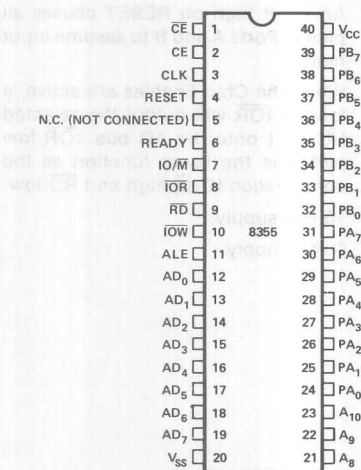 C̅E̅ 1 40 VCC
CE 2 39 PB7
CLK 3 38 PB6
RESET 4 37 PB5
N.C. (NOT CONNECTED) 5 36 PB4
READY 6 35 PB3
IO/M̅ 7 34 PB2
I̅O̅R̅ 8 33 PB1
R̅D̅ 9 32 PB0
I̅O̅W̅ 10 8355 31 PA7
ALE 11 30 PA6
AD0 12 29 PA5
AD1 13 28 PA4
AD2 14 27 PA3
AD3 15 26 PA2
AD4 16 25 PA1
AD5 17 24 PA0
AD6 18 23 A10
AD7 19 22 A9
VSS 20 21 A8